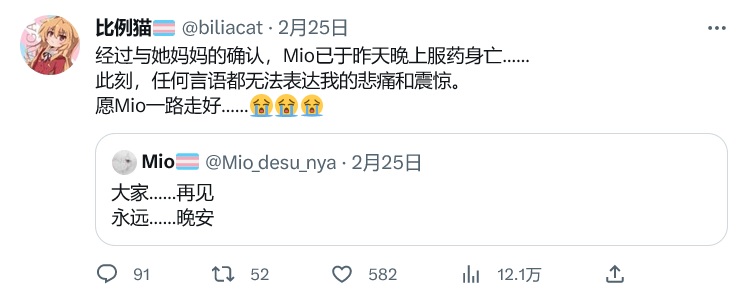 比例猫 @biliacat · 2月25日
经过与她妈妈的确认，Mio已于昨天晚上服药身亡......
此刻，任何言语都无法表达我的悲痛和震惊。
愿Mio一路走好......😭😭😭
Mio @Mio_desu_nya · 2月25日
大家......再见
永远......晚安
91 52 582 12.1万